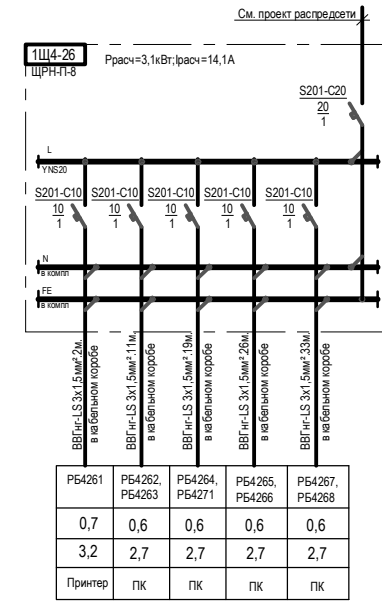 См. проект распредсети
1Щ4-26
ЩРН-П-8
Pрасч=3,1кВт;Iрасч=14,1А
S201-C20
20
1
L
YNS20
S201-C10 S201-C10 S201-C10 S201-C10 S201-C10
10 10 10 10 10
1 1 1 1 1
N
в компл
FE
в компл
ВВГнг-LS 3x1,5мм².2м.
в кабельном коробе
ВВГнг-LS 3x1,5мм².11м.
в кабельном коробе
ВВГнг-LS 3x1,5мм².19м.
в кабельном коробе
ВВГнг-LS 3x1,5мм².26м.
в кабельном коробе
ВВГнг-LS 3x1,5мм².33м.
в кабельном коробе
РБ4261 РБ4262, РБ4264, РБ4265, РБ4267,
РБ4263 РБ4271 РБ4266 РБ4268
0,7 0,6 0,6 0,6 0,6
3,2 2,7 2,7 2,7 2,7
Принтер ПК ПК ПК ПК